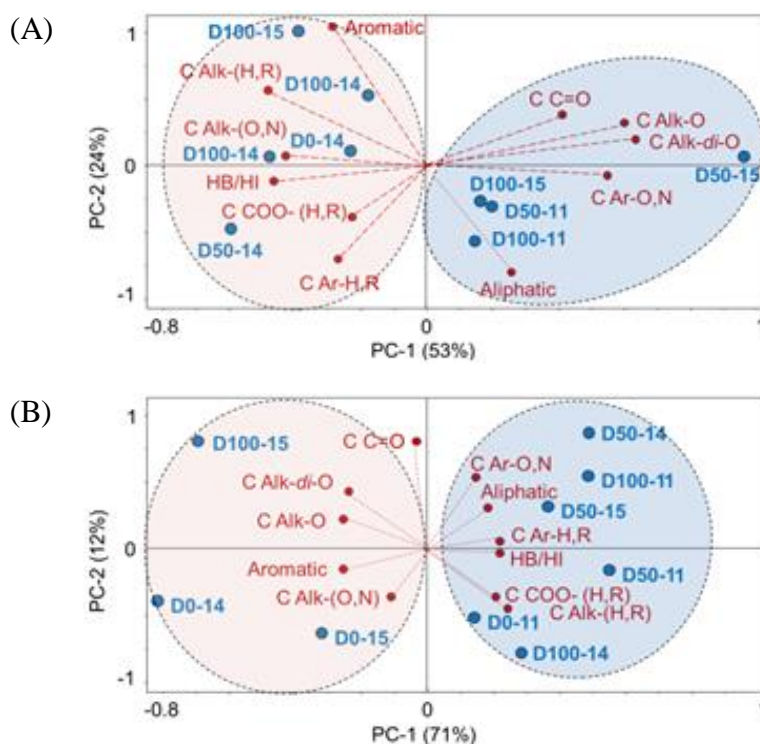 (A)
1
D100-15
Aromatic
C Alk-(H,R)
D100-14
C C=O
C Alk-O
C Alk-(O,N)
D0-14
C Alk-di-O
0
D100-14
D50-15
HB/HI
D100-15
C Ar-O,N
C COO- (H,R)
D50-11
D50-14
D100-11
C Ar-H,R
Aliphatic
-1
PC-2 (24%)
-0.8
0
1
PC-1 (53%)
(B)
1
D100-15
C C=O
D50-14
C Ar-O,N
D100-11
C Alk-di-O
Aliphatic
D50-15
C Alk-O
C Ar-H,R
0
HB/HI
Aromatic
D50-11
C Alk-(O,N)
C COO- (H,R)
D0-14
C Alk-(H,R)
D0-11
D0-15
D100-14
-1
PC-2 (12%)
-0.8
0
1
PC-1 (71%)